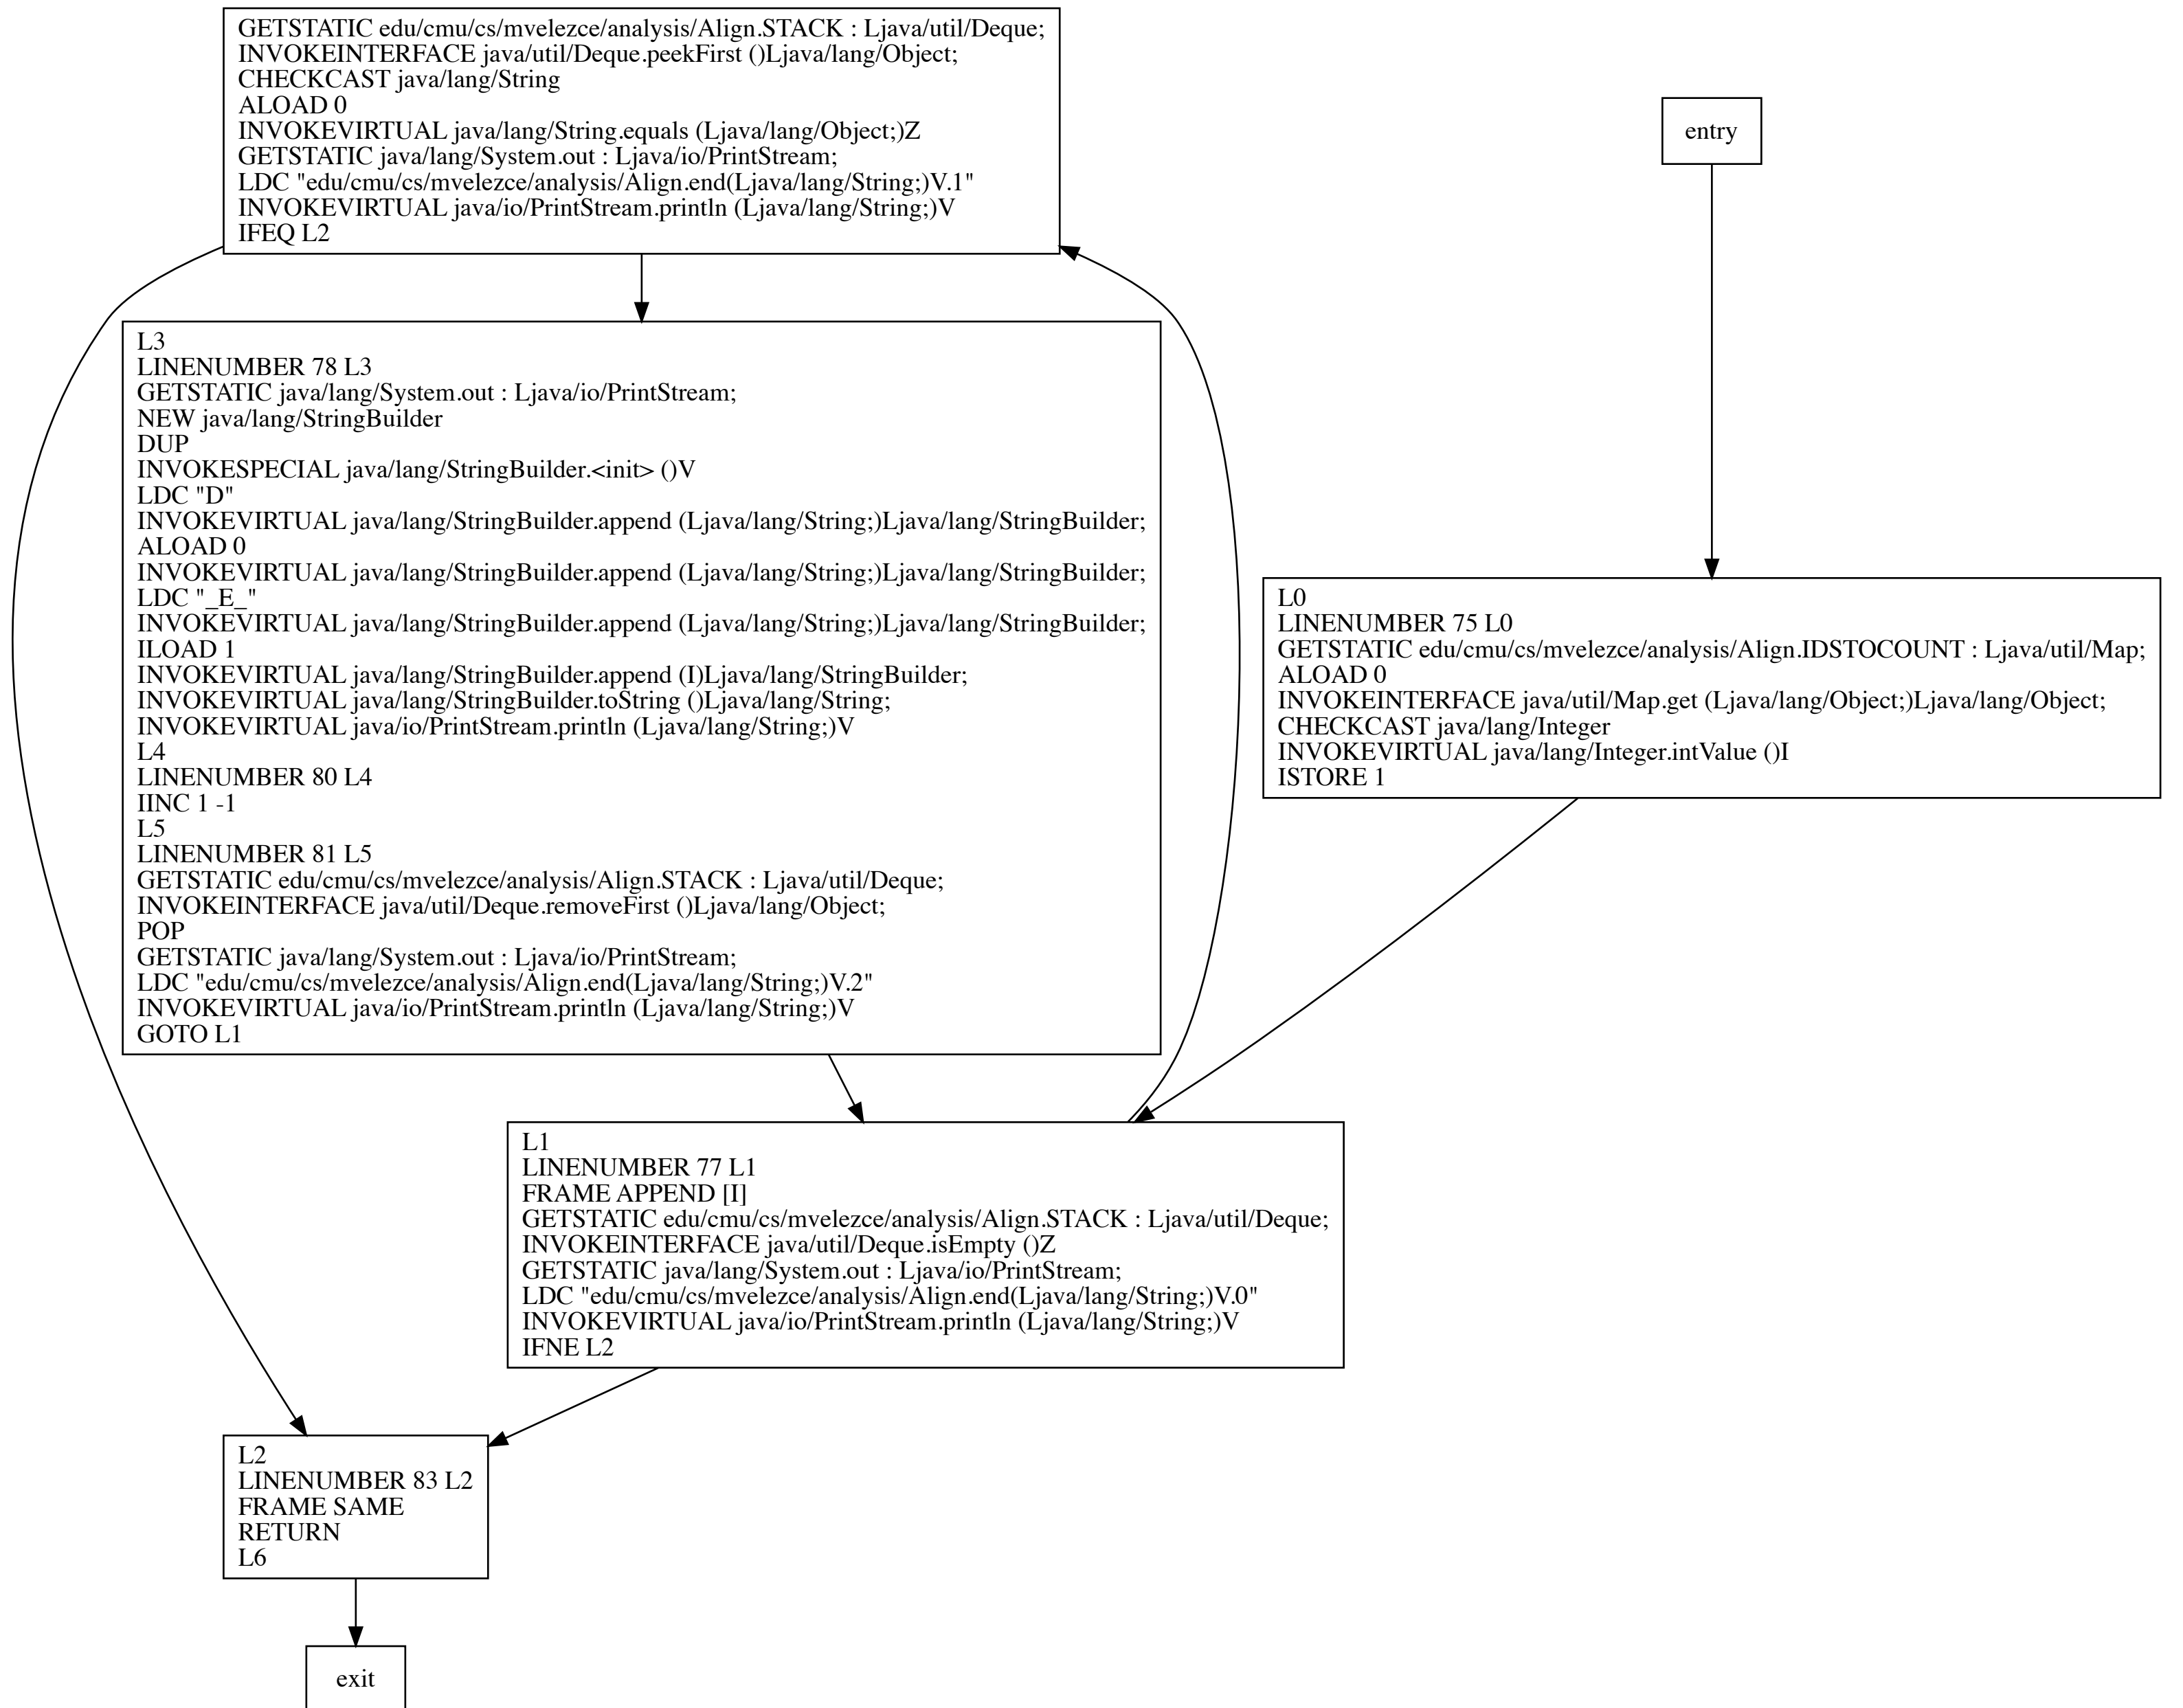 GETSTATIC edu/cmu/cs/mvelezce/analysis/Align.STACK : Ljava/util/Deque;
INVOKEINTERFACE java/util/Deque.peekFirst ()Ljava/lang/Object;
CHECKCAST java/lang/String
ALOAD 0
INVOKEVIRTUAL java/lang/String.equals (Ljava/lang/Object;)Z
GETSTATIC java/lang/System.out : Ljava/io/PrintStream;
LDC "edu/cmu/cs/mvelezce/analysis/Align.end(Ljava/lang/String;)V.1"
INVOKEVIRTUAL java/io/PrintStream.println (Ljava/lang/String;)V
IFEQ L2
entry
L3
LINENUMBER 78 L3
GETSTATIC java/lang/System.out : Ljava/io/PrintStream;
NEW java/lang/StringBuilder
DUP
INVOKESPECIAL java/lang/StringBuilder.<init> ()V
LDC "D"
INVOKEVIRTUAL java/lang/StringBuilder.append (Ljava/lang/String;)Ljava/lang/StringBuilder;
ALOAD 0
INVOKEVIRTUAL java/lang/StringBuilder.append (Ljava/lang/String;)Ljava/lang/StringBuilder;
LDC "_E_"
INVOKEVIRTUAL java/lang/StringBuilder.append (Ljava/lang/String;)Ljava/lang/StringBuilder;
ILOAD 1
INVOKEVIRTUAL java/lang/StringBuilder.append (I)Ljava/lang/StringBuilder;
INVOKEVIRTUAL java/lang/StringBuilder.toString ()Ljava/lang/String;
INVOKEVIRTUAL java/io/PrintStream.println (Ljava/lang/String;)V
L4
LINENUMBER 80 L4
IINC 1 -1
L5
LINENUMBER 81 L5
GETSTATIC edu/cmu/cs/mvelezce/analysis/Align.STACK : Ljava/util/Deque;
INVOKEINTERFACE java/util/Deque.removeFirst ()Ljava/lang/Object;
POP
GETSTATIC java/lang/System.out : Ljava/io/PrintStream;
LDC "edu/cmu/cs/mvelezce/analysis/Align.end(Ljava/lang/String;)V.2"
INVOKEVIRTUAL java/io/PrintStream.println (Ljava/lang/String;)V
GOTO L1
L0
LINENUMBER 75 L0
GETSTATIC edu/cmu/cs/mvelezce/analysis/Align.IDSTOCOUNT : Ljava/util/Map;
ALOAD 0
INVOKEINTERFACE java/util/Map.get (Ljava/lang/Object;)Ljava/lang/Object;
CHECKCAST java/lang/Integer
INVOKEVIRTUAL java/lang/Integer.intValue ()I
ISTORE 1
L1
LINENUMBER 77 L1
FRAME APPEND [I]
GETSTATIC edu/cmu/cs/mvelezce/analysis/Align.STACK : Ljava/util/Deque;
INVOKEINTERFACE java/util/Deque.isEmpty ()Z
GETSTATIC java/lang/System.out : Ljava/io/PrintStream;
LDC "edu/cmu/cs/mvelezce/analysis/Align.end(Ljava/lang/String;)V.0"
INVOKEVIRTUAL java/io/PrintStream.println (Ljava/lang/String;)V
IFNE L2
L2
LINENUMBER 83 L2
FRAME SAME
RETURN
L6
exit